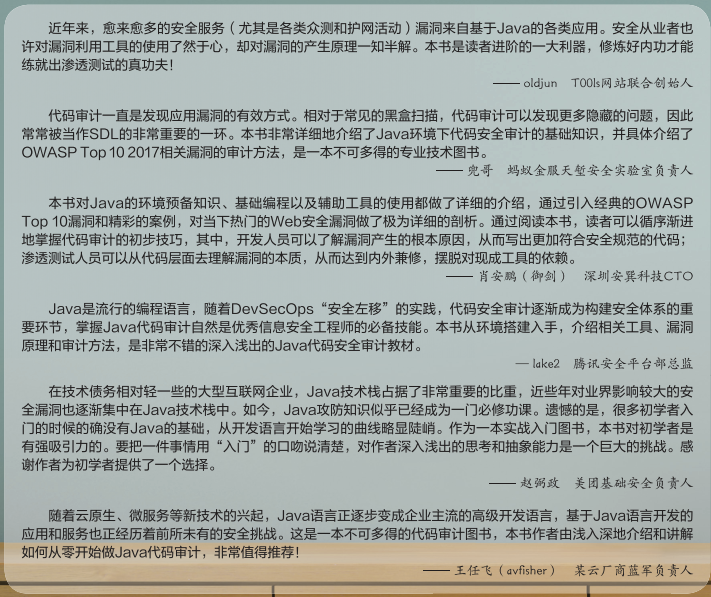 近年来，愈来愈多的安全服务（尤其是各类众测和护网活动）漏洞来自基于Java的各类应用。安全从业者也
许对漏洞利用工具的使用了然于心，却对漏洞的产生原理一知半解。本书是读者进阶的一大利器，修炼好内功才能
练就出渗透测试的真功夫！
—— oldjun T00ls网站联合创始人
代码审计一直是发现应用漏洞的有效方式。相对于常见的黑盒扫描，代码审计可以发现更多隐藏的问题，因此
常常被当作SDL的非常重要的一环。本书非常详细地介绍了Java环境下代码安全审计的基础知识，并具体介绍了
OWASP Top 10 2017相关漏洞的审计方法，是一本不可多得的专业技术图书。
—— 兜哥 蚂蚁金服天堑安全实验室负责人
本书对Java的环境预备知识、基础编程以及辅助工具的使用都做了详细的介绍，通过引入经典的OWASP
Top 10漏洞和精彩的案例，对当下热门的Web安全漏洞做了极为详细的剖析。通过阅读本书，读者可以循序渐进
地掌握代码审计的初步技巧，其中，开发人员可以了解漏洞产生的根本原因，从而写出更加符合安全规范的代码；
渗透测试人员可以从代码层面去理解漏洞的本质，从而达到内外兼修，摆脱对现成工具的依赖。
—— 肖安鹏（御剑） 深圳安巽科技CTO
Java是流行的编程语言，随着DevSecOps“安全左移”的实践，代码安全审计逐渐成为构建安全体系的重
要环节，掌握Java代码审计自然是优秀信息安全工程师的必备技能。本书从环境搭建入手，介绍相关工具、漏洞
原理和审计方法，是非常不错的深入浅出的Java代码安全审计教材。
— lake2 腾讯安全平台部总监
在技术债务相对轻一些的大型互联网企业，Java技术栈占据了非常重要的比重，近些年对业界影响较大的安
全漏洞也逐渐集中在Java技术栈中。如今，Java攻防知识似乎已经成为一门必修功课。遗憾的是，很多初学者入
门的时候的确没有Java的基础，从开发语言开始学习的曲线略显陡峭。作为一本实战入门图书，本书对初学者是
有强吸引力的。要把一件事情用“入门”的口吻说清楚，对作者深入浅出的思考和抽象能力是一个巨大的挑战。感
谢作者为初学者提供了一个选择。
—— 赵弼政 美团基础安全负责人
随着云原生、微服务等新技术的兴起，Java语言正逐步变成企业主流的高级开发语言，基于Java语言开发的
应用和服务也正经历着前所未有的安全挑战。这是一本不可多得的代码审计图书，本书作者由浅入深地介绍和讲解
如何从零开始做Java代码审计，非常值得推荐！
—— 王任飞（avfisher） 某云厂商蓝军负责人